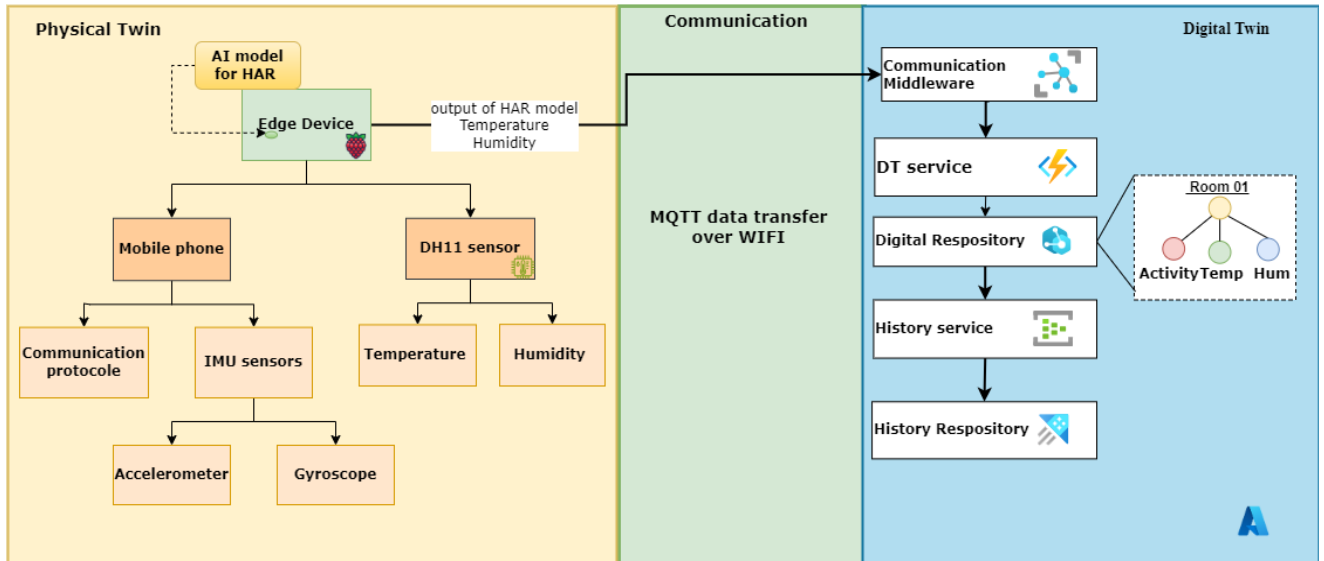 Physical Twin
AI model
for HAR
Edge Device
output of HAR model
Temperature
Humidity
Mobile phone
DH11 sensor
Communication
protocole
IMU sensors
Temperature
Humidity
Accelerometer
Gyroscope
Communication
MQTT data transfer
over WIFI
Digital Twin
Communication
Middleware
DT service
Digital Respository
Room 01
Activity Temp Hum
History service
History Respository